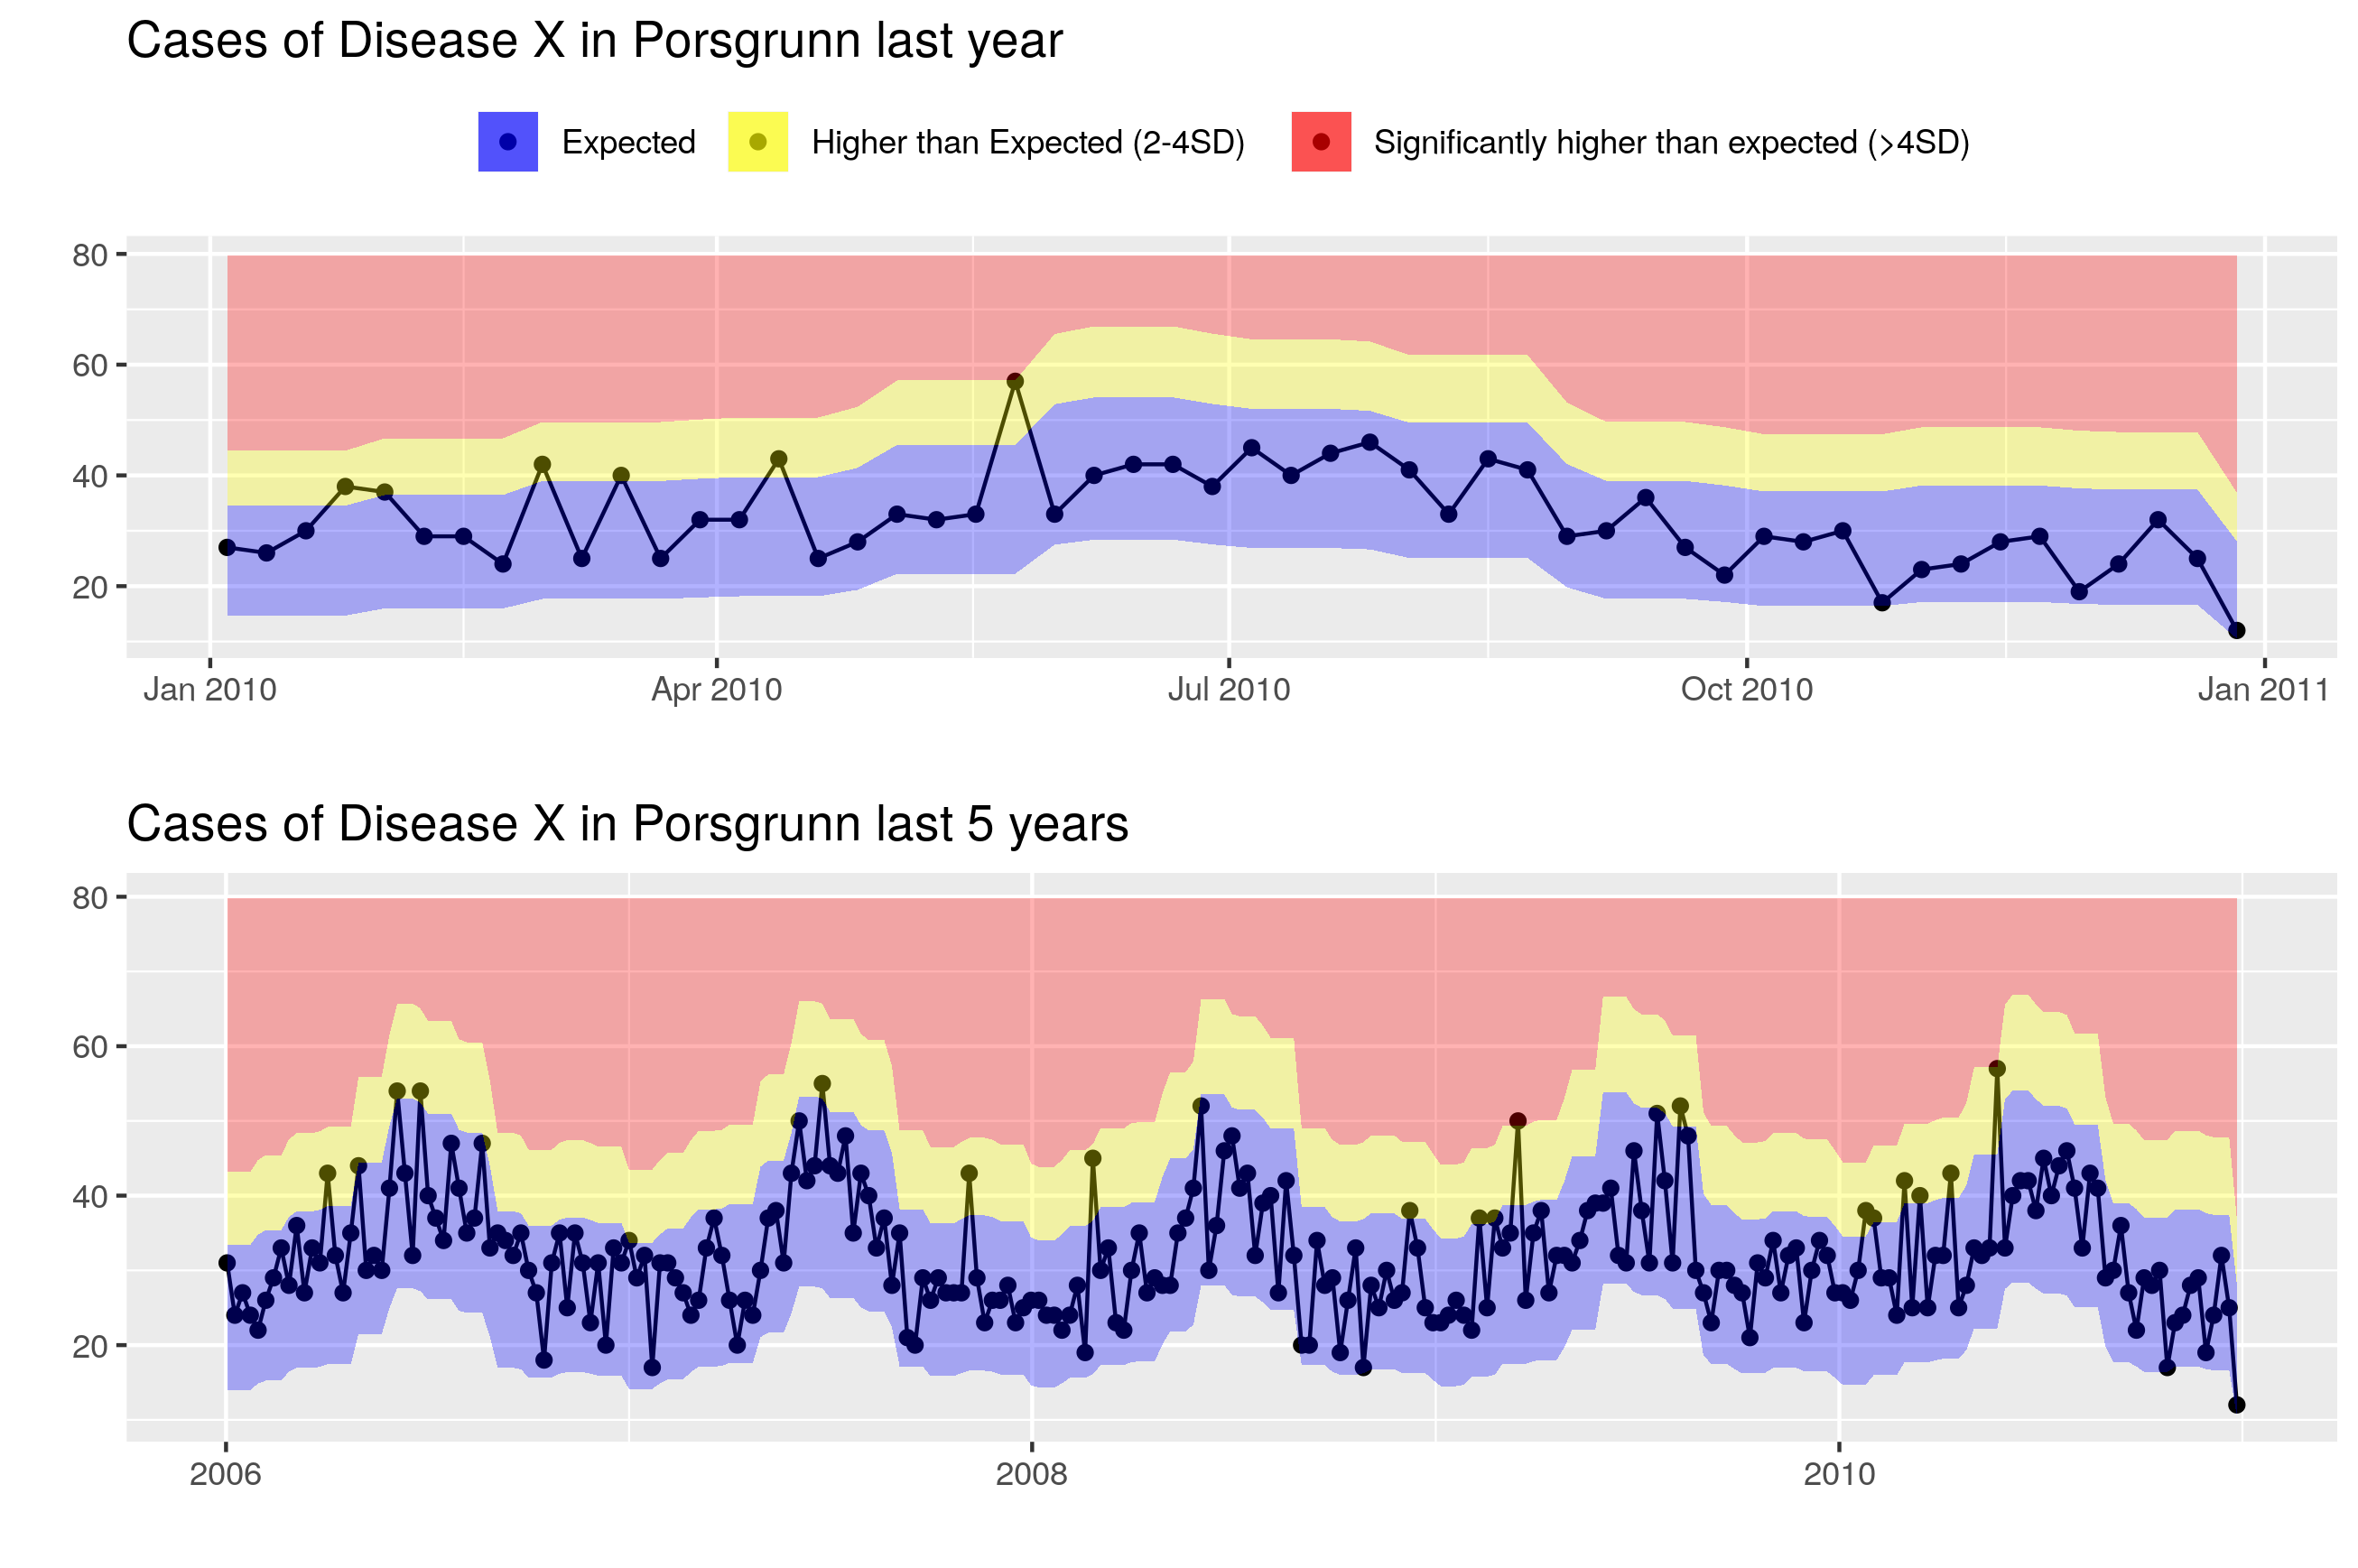 Cases of Disease X in Porsgrunn last year
Expected Higher than Expected (2-4SD) Significantly higher than expected (>4SD)
80
60
40
20
Jan 2010 Apr 2010 Jul 2010 Oct 2010 Jan 2011
Cases of Disease X in Porsgrunn last 5 years
80
60
40
20
2006 2008 2010